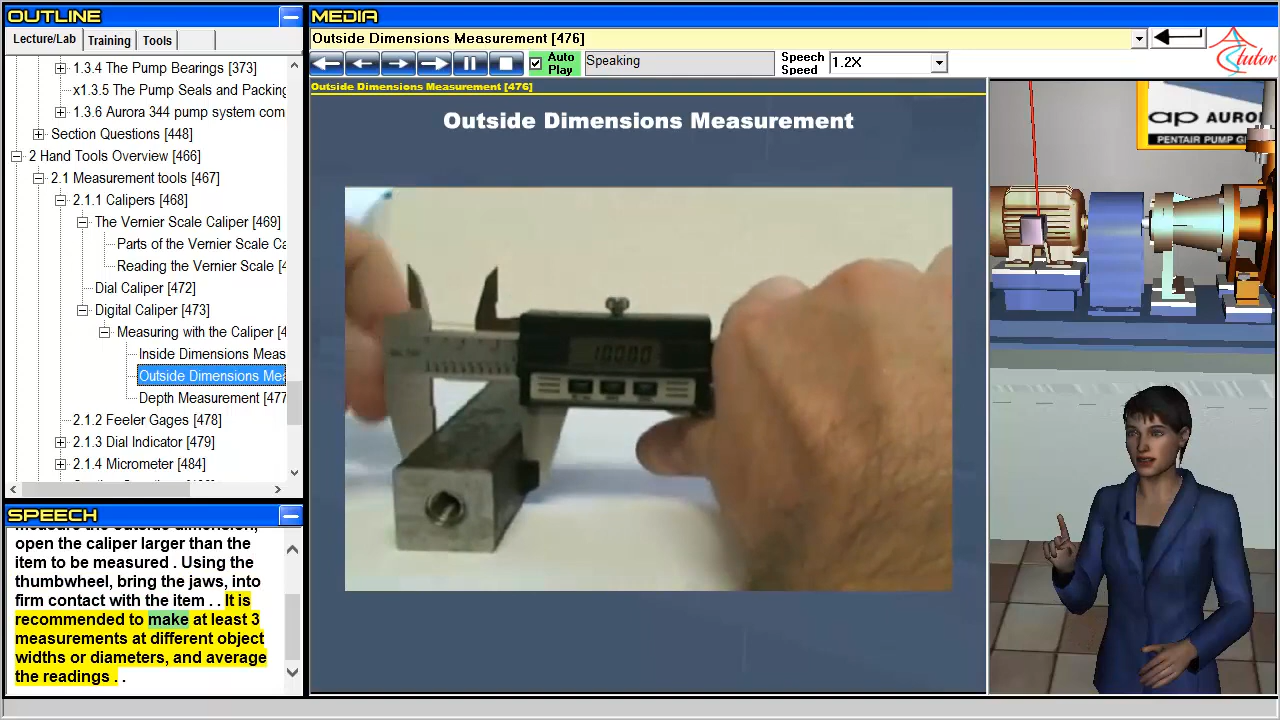 OUTLINE
Lecture/Lab
Training
Tools
1.3.4 The Pump Bearings [373]
x1.3.5 The Pump Seals and Packing
1.3.6 Aurora 344 pump system com
Section Questions [448]
2 Hand Tools Overview [466]
2.1 Measurement tools [467]
2.1.1 Calipers [468]
The Vernier Scale Caliper [469]
Parts of the Vernier Scale Ca
Reading the Vernier Scale [4
Dial Caliper [472]
Digital Caliper [473]
Measuring with the Caliper [4
Inside Dimensions Meas
Outside Dimensions Mea
Depth Measurement [477
2.1.2 Feeler Gages [478]
2.1.3 Dial Indicator [479]
2.1.4 Micrometer [484]
SPEECH
measure the outside dimension,
open the caliper larger than the
item to be measured . Using the
thumbwheel, bring the jaws, into
firm contact with the item . . It is
recommended to make at least 3
measurements at different object
widths or diameters, and average
the readings . .
MEDIA
Outside Dimensions Measurement [476]
Auto
Play
Speaking
Speech
Speed
1.2X
tutor
Outside Dimensions Measurement [476]
Outside Dimensions Measurement
ap AURO
PENTAIR PUMP G